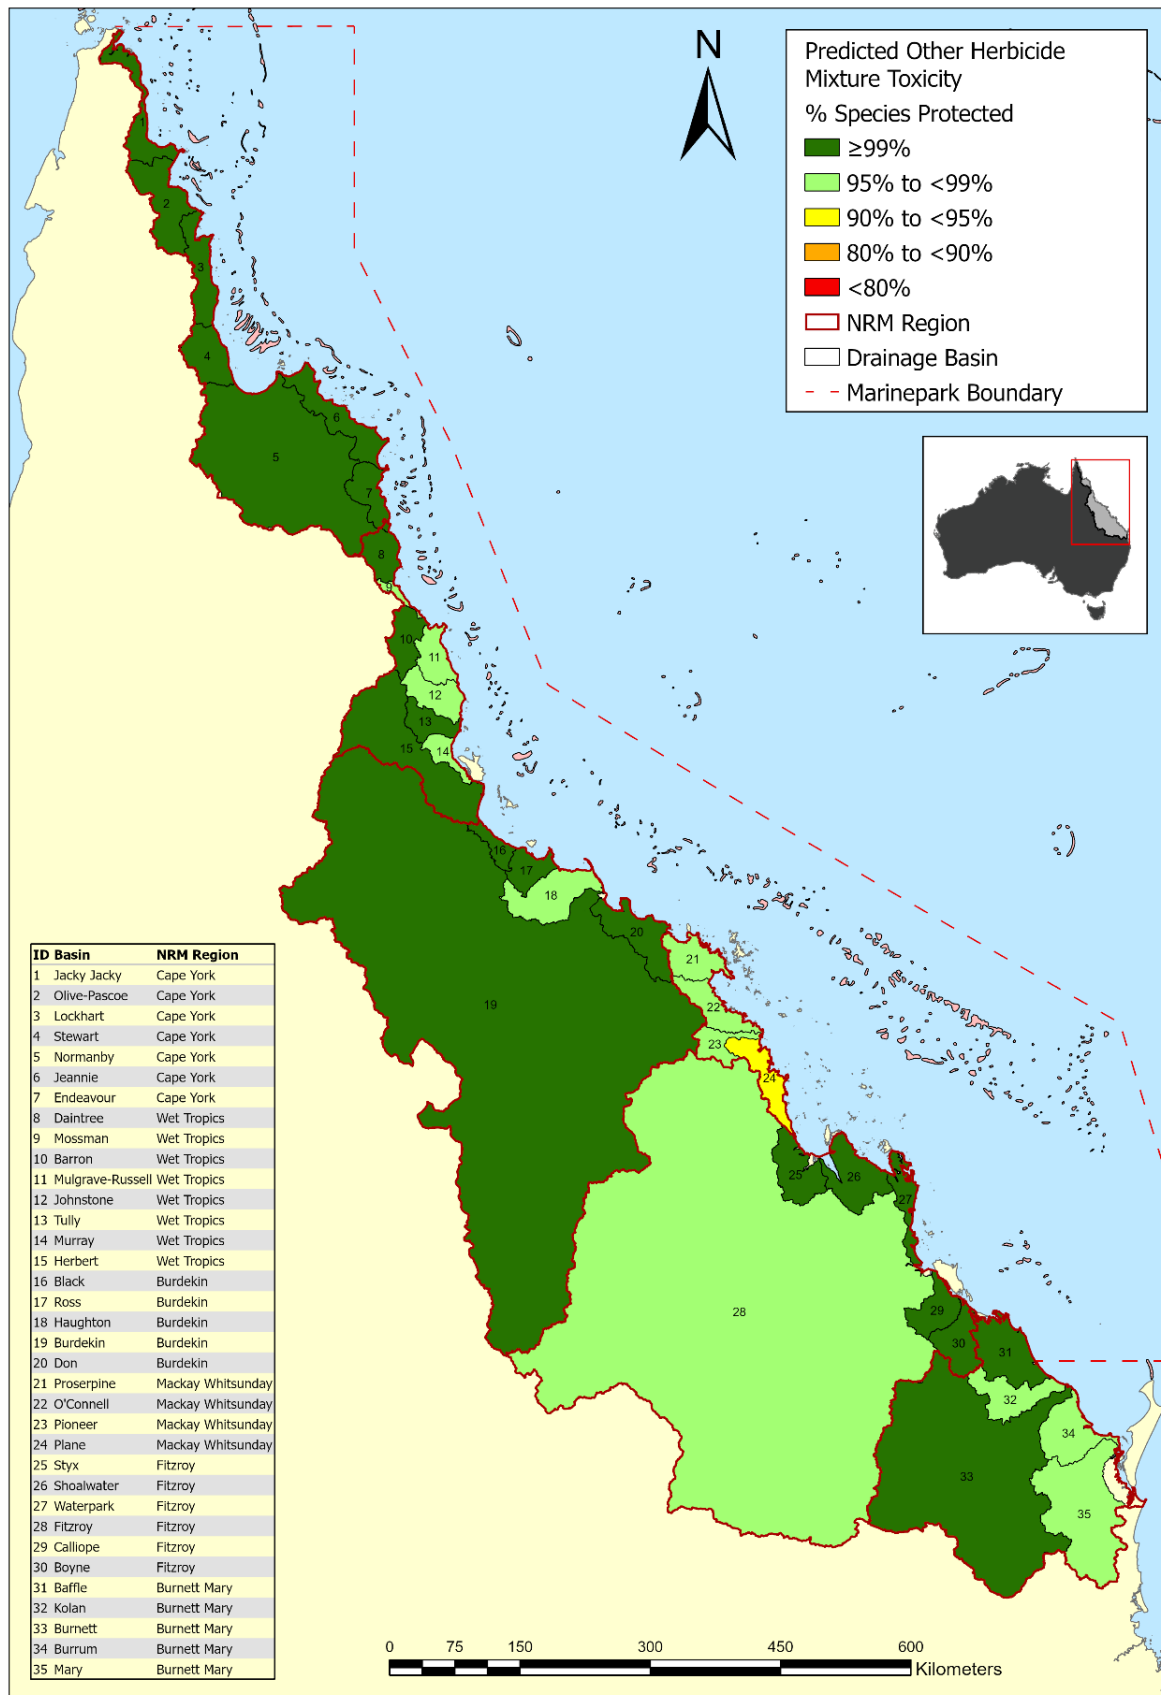 N
Predicted Other Herbicide
Mixture Toxicity
% Species Protected
≥99%
95% to <99%
90% to <95%
80% to <90%
<80%
NRM Region
Drainage Basin
Marinepark Boundary
1
2
3
4
5
6
7
8
9
10
11
12
13
14
15
16
17
18
19
20
21
22
23
24
25
26
27
28
29
30
31
32
33
34
35
ID Basin NRM Region
1 Jacky Jacky Cape York
2 Olive-Pascoe Cape York
3 Lockhart Cape York
4 Stewart Cape York
5 Normanby Cape York
6 Jeannie Cape York
7 Endeavour Cape York
8 Daintree Wet Tropics
9 Mossman Wet Tropics
10 Barron Wet Tropics
11 Mulgrave-Russell Wet Tropics
12 Johnstone Wet Tropics
13 Tully Wet Tropics
14 Murray Wet Tropics
15 Herbert Wet Tropics
16 Black Burdekin
17 Ross Burdekin
18 Haughton Burdekin
19 Burdekin Burdekin
20 Don Burdekin
21 Proserpine Mackay Whitsunday
22 O'Connell Mackay Whitsunday
23 Pioneer Mackay Whitsunday
24 Plane Mackay Whitsunday
25 Styx Fitzroy
26 Shoalwater Fitzroy
27 Waterpark Fitzroy
28 Fitzroy Fitzroy
29 Calliope Fitzroy
30 Boyne Fitzroy
31 Baffle Burnett Mary
32 Kolan Burnett Mary
33 Burnett Burnett Mary
34 Burrum Burnett Mary
35 Mary Burnett Mary
0 75 150 300 450 600
Kilometers